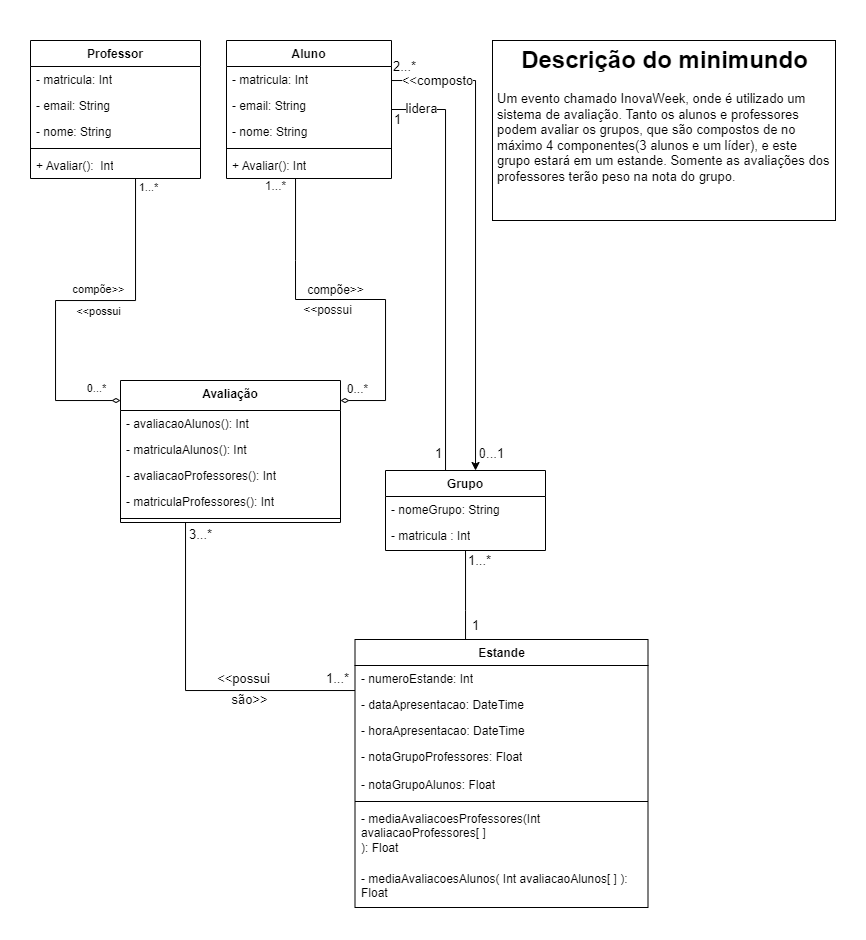 Professor
- matricula: Int
- email: String
- nome: String
+ Avaliar():  Int
1...*
Aluno
- matricula: Int
- email: String
- nome: String
+ Avaliar(): Int
1...*
2...*
<<composto
lidera
1
Descrição do minimundo
Um evento chamado InovaWeek, onde é utilizado um
sistema de avaliação. Tanto os alunos e professores
podem avaliar os grupos, que são compostos de no
máximo 4 componentes(3 alunos e um líder), e este
grupo estará em um estande. Somente as avaliações dos
professores terão peso na nota do grupo.
compõe>>
<<possui
compõe>>
<<possui
0...*
0...*
Avaliação
- avaliacaoAlunos(): Int
- matriculaAlunos(): Int
- avaliacaoProfessores(): Int
- matriculaProfessores(): Int
3...*
1
0...1
Grupo
- nomeGrupo: String
- matricula : Int
1...*
1
<<possui
são>>
1...*
Estande
- numeroEstande: Int
- dataApresentacao: DateTime
- horaApresentacao: DateTime
- notaGrupoProfessores: Float
- notaGrupoAlunos: Float
- mediaAvaliacoesProfessores(Int
avaliacaoProfessores[ ]
): Float
- mediaAvaliacoesAlunos( Int avaliacaoAlunos[ ] ):
Float